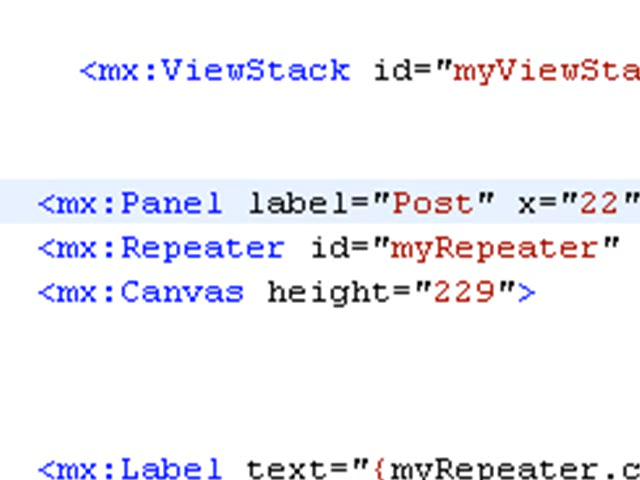 <mx:ViewStack id="myViewSta
<mx:Panel label="Post" x="22"
<mx:Repeater id="myRepeater"
<mx:Canvas height="229">
<mx:Label text="{myRepeater.c